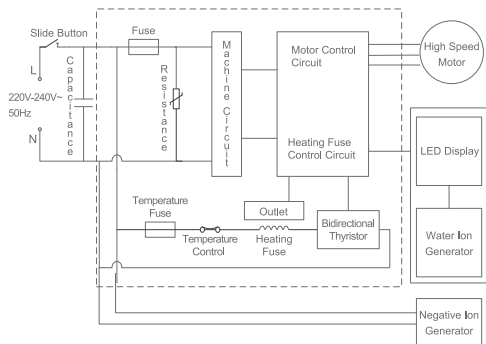 Slide Button
Fuse
L
220V-240V~
50Hz
N
Capacitance
Resistance
Machine Circuit
Motor Control
Circuit
Heating Fuse
Control Circuit
High Speed
Motor
LED Display
Water Ion
Generator
Temperature
Fuse
Temperature
Control
Heating
Fuse
Outlet
Bidirectional
Thyristor
Negative Ion
Generator